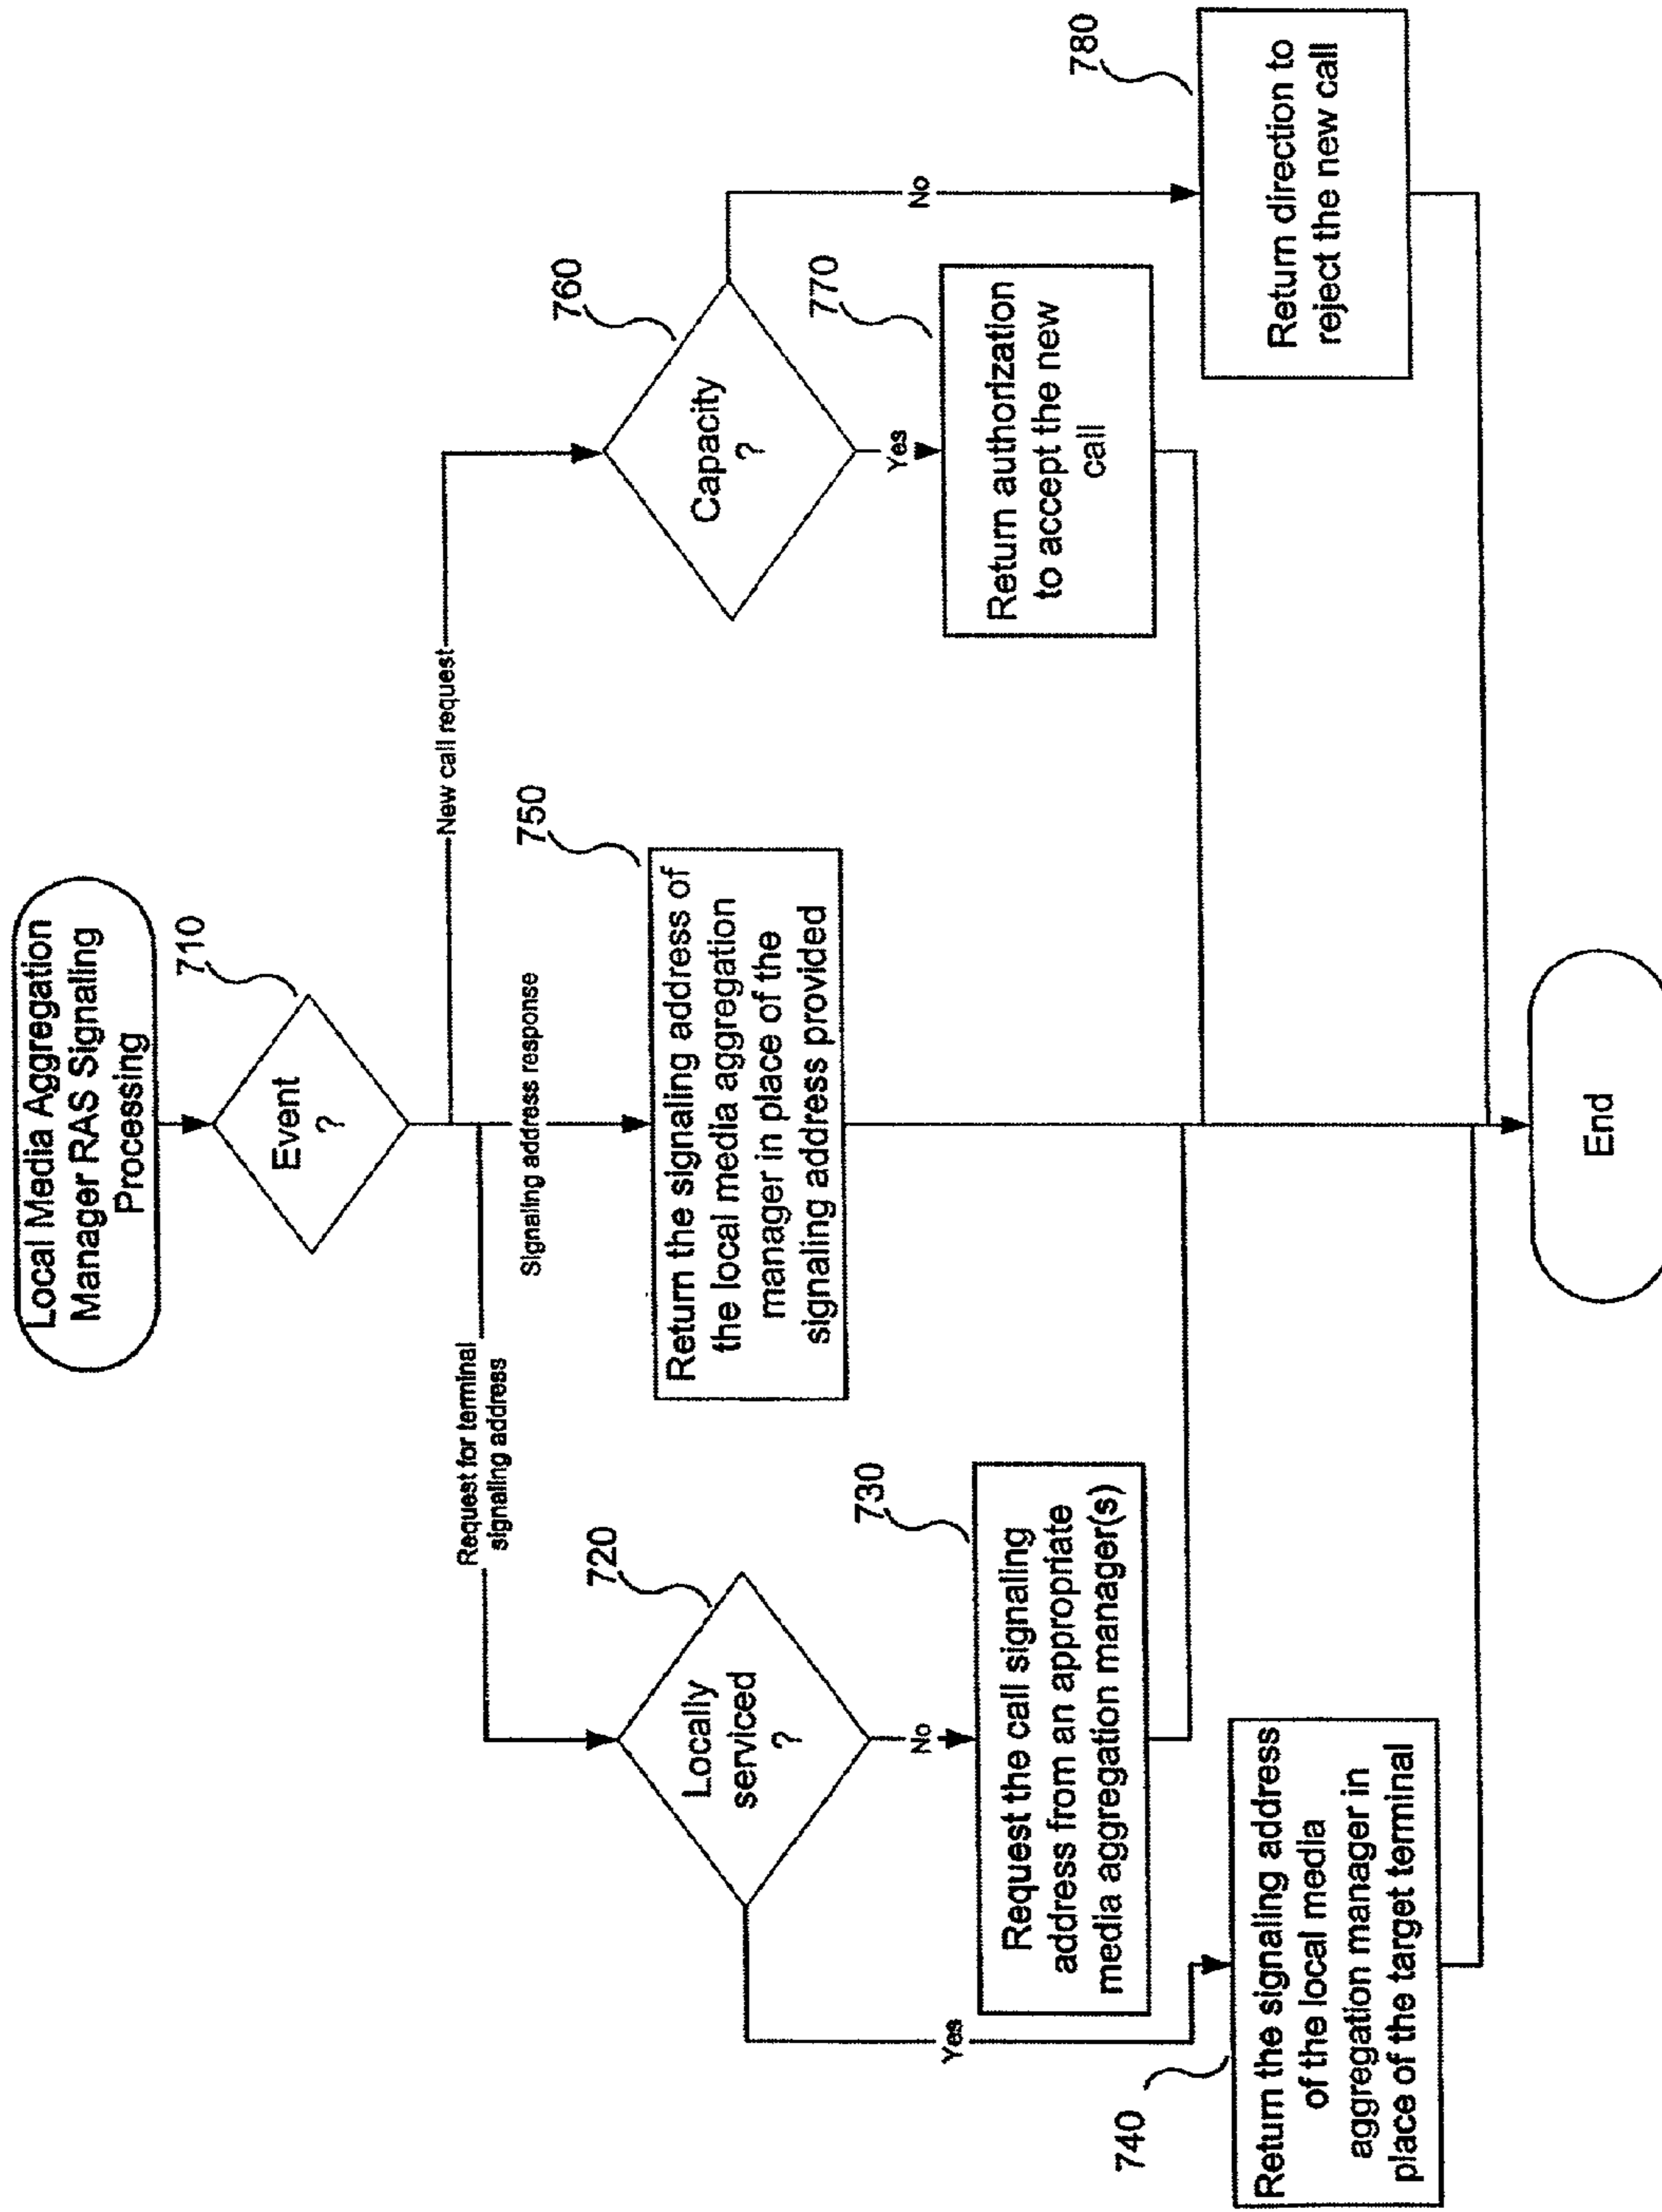 Local Media Aggregation
Manager RAS Signaling
Processing
710
Event
?
Request for terminal
signaling address
Signaling address response
New call request
720
Locally
serviced
?
No
Yes
730
Request the call signaling
address from an appropriate
media aggregation manager(s)
740
Return the signaling address
of the local media
aggregation manager in
place of the target terminal
750
Return the signaling address of
the local media aggregation
manager in place of the
signaling address provided
760
Capacity
?
Yes
No
770
Return authorization
to accept the new
call
780
Return direction to
reject the new call
End